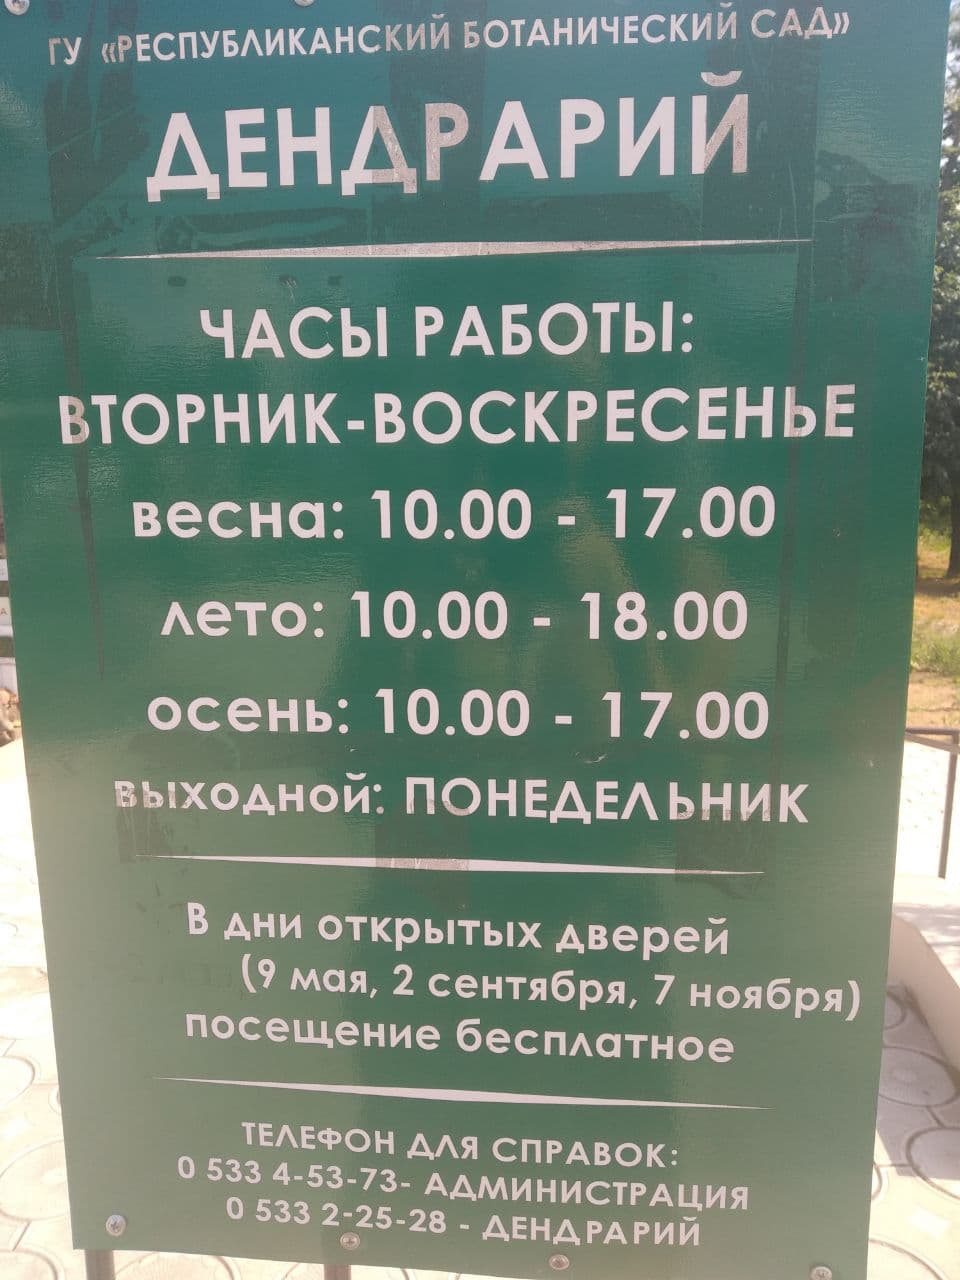 ГУ «РЕСПУБЛИКАНСКИЙ БОТАНИЧЕСКИЙ САД»
ДЕНДРАРИЙ
ЧАСЫ РАБОТЫ:
ВТОРНИК-ВОСКРЕСЕНЬЕ
весна: 10.00 - 17.00
лето: 10.00 - 18.00
осень: 10.00 - 17.00
выходной: ПОНЕДЕЛЬНИК
В дни открытых дверей
(9 мая, 2 сентября, 7 ноября)
посещение бесплатное
ТЕЛЕФОН ДЛЯ СПРАВОК:
0 533 4-53-73- АДМИНИСТРАЦИЯ
0 533 2-25-28 - ДЕНДРАРИЙ